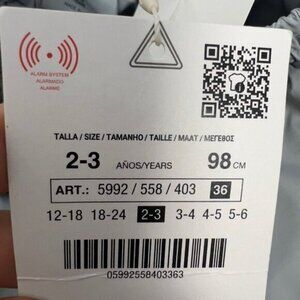 ALARM SYSTEM
ALARMADO
ALARMÉ
TALLA / SIZE / TAMANHO / TAILLE / MAAT / ΜΕΓΕΘΟΣ
2-3 AÑOS/YEARS 98 CM
ART.: 5992 / 558 / 403 36
12-18 18-24 2-3 3-4 4-5 5-6
05992558403363